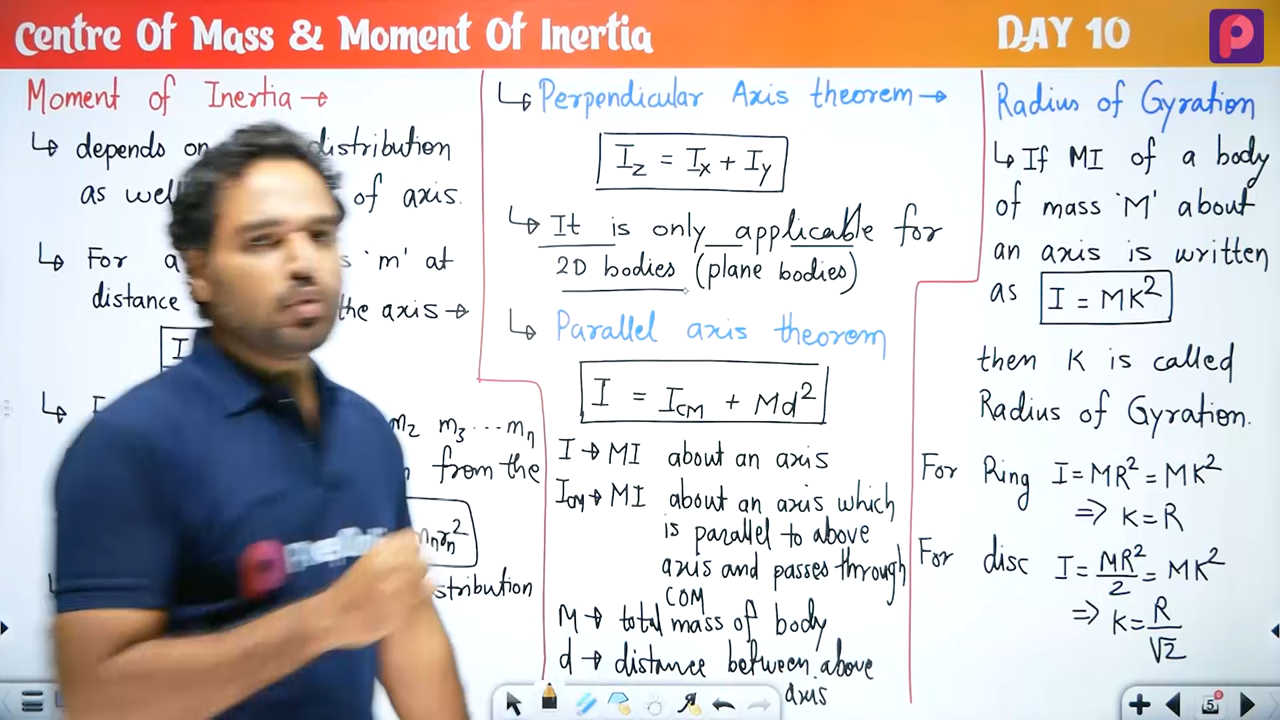 Centre Of Mass & Moment Of Inertia
DAY 10
Moment of Inertia →
↳ depends on distribution
as well of axis.
↳ For a 'm' at
distance the axis →
I
↳ I m2 m3 ... mn
from the
mnrn²
stribution
↳ Perpendicular Axis theorem →
Iz = Ix + Iy
↳ It is only applicable for
2D bodies (plane bodies)
↳ Parallel axis theorem
I = ICM + Md²
I → MI about an axis
ICM → MI about an axis which
is parallel to above
axis and passes through
COM
M → total mass of body
d → distance between above
axis
Radius of Gyration
↳ If MI of a body
of mass 'M' about
an axis is written
as I = MK²
then K is called
Radius of Gyration.
For Ring I = MR² = MK²
⇒ K = R
For disc I = MR²/2 = MK²
⇒ K = R/√2
5